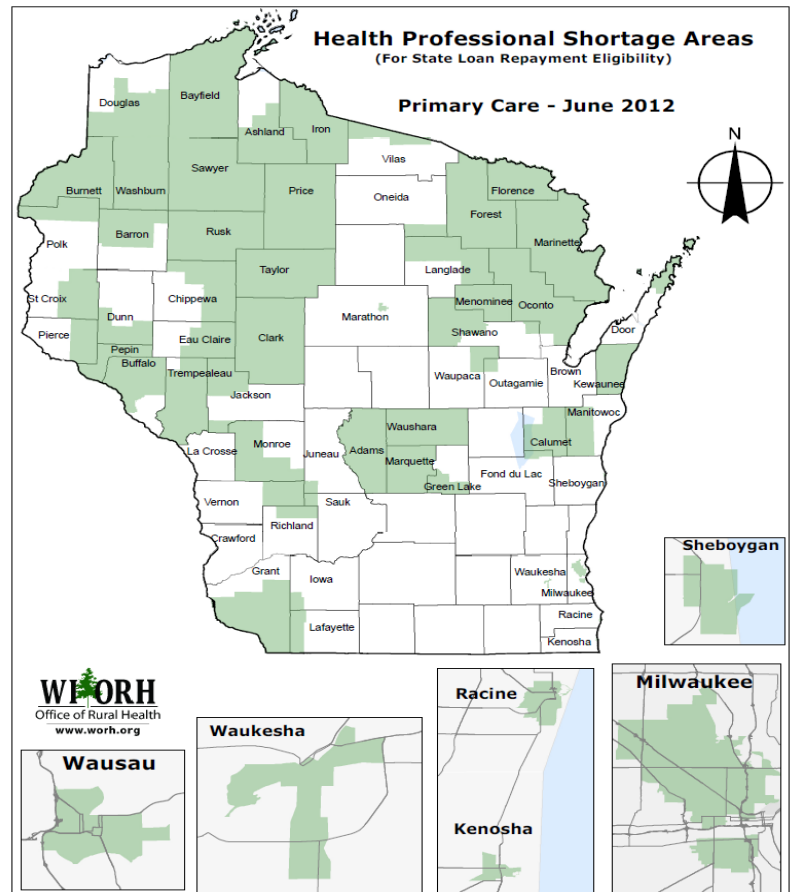 Health Professional Shortage Areas
(For State Loan Repayment Eligibility)
Primary Care - June 2012
N
Douglas
Bayfield
Ashland
Iron
Vilas
Sawyer
Burnett
Washburn
Price
Oneida
Florence
Forest
Marinette
Polk
Barron
Rusk
Taylor
Langlade
St Croix
Dunn
Chippewa
Marathon
Menominee
Oconto
Pierce
Pepin
Eau Claire
Clark
Shawano
Door
Buffalo
Trempealeau
Waupaca
Outagamie
Brown
Kewaunee
Jackson
Manitowoc
Waushara
La Crosse
Monroe
Juneau
Adams
Marquette
Calumet
Green Lake
Fond du Lac
Sheboygan
Vernon
Sauk
Richland
Crawford
Grant
Iowa
Waukesha
Milwaukee
Lafayette
Racine
Kenosha
Sheboygan
WI ORH
Office of Rural Health
www.worh.org
Wausau
Waukesha
Racine
Kenosha
Milwaukee